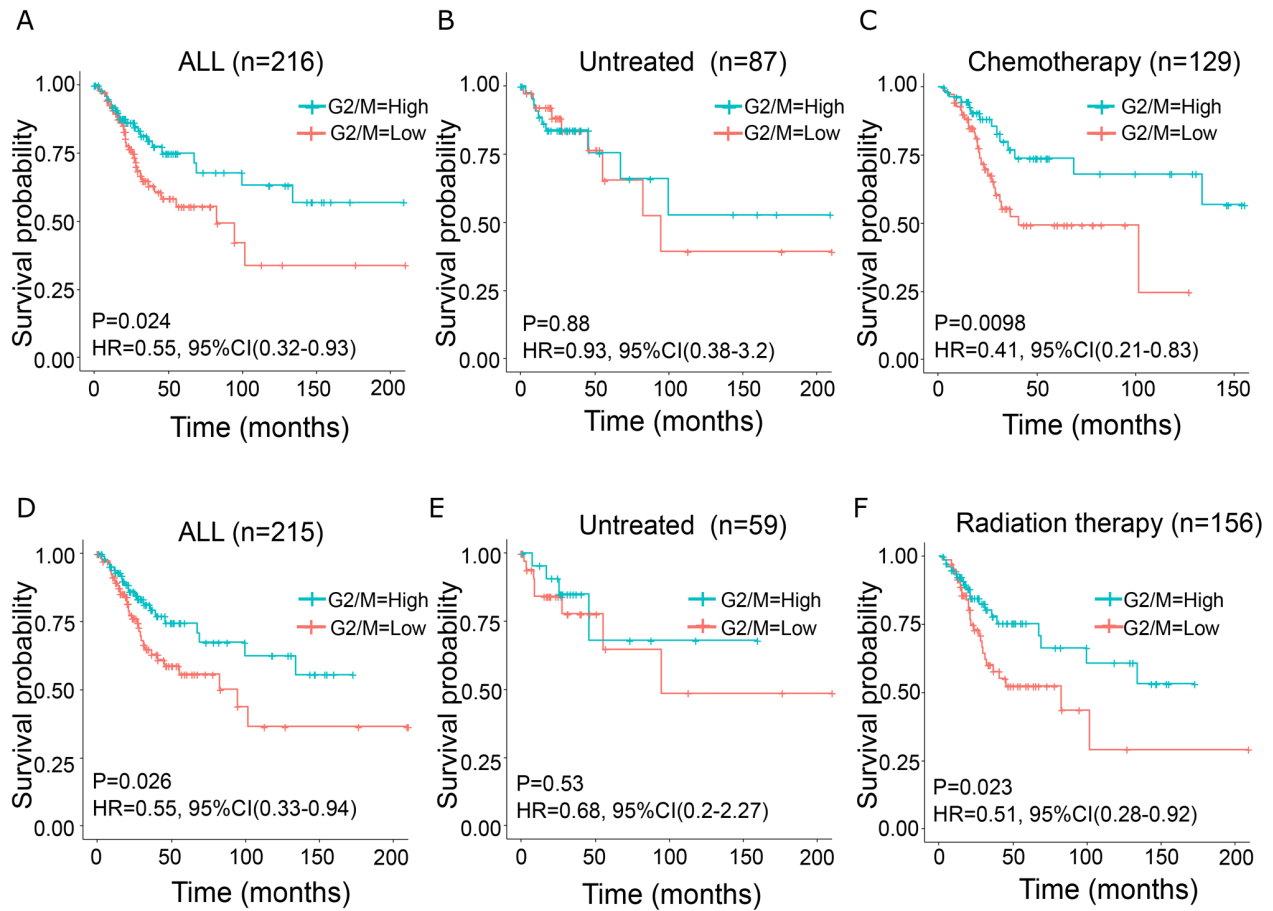 A
ALL (n=216)
G2/M=High
G2/M=Low
Survival probability
1.00
0.75
0.50
0.25
0.00
P=0.024
HR=0.55, 95%CI(0.32-0.93)
0 50 100 150 200
Time (months)
B
Untreated (n=87)
G2/M=High
G2/M=Low
Survival probability
1.00
0.75
0.50
0.25
0.00
P=0.88
HR=0.93, 95%CI(0.38-3.2)
0 50 100 150 200
Time (months)
C
Chemotherapy (n=129)
G2/M=High
G2/M=Low
Survival probability
1.00
0.75
0.50
0.25
0.00
P=0.0098
HR=0.41, 95%CI(0.21-0.83)
0 50 100 150
Time (months)
D
ALL (n=215)
G2/M=High
G2/M=Low
Survival probability
1.00
0.75
0.50
0.25
0.00
P=0.026
HR=0.55, 95%CI(0.33-0.94)
0 50 100 150 200
Time (months)
E
Untreated (n=59)
G2/M=High
G2/M=Low
Survival probability
1.00
0.75
0.50
0.25
0.00
P=0.53
HR=0.68, 95%CI(0.2-2.27)
0 50 100 150 200
Time (months)
F
Radiation therapy (n=156)
G2/M=High
G2/M=Low
Survival probability
1.00
0.75
0.50
0.25
0.00
P=0.023
HR=0.51, 95%CI(0.28-0.92)
0 50 100 150 200
Time (months)